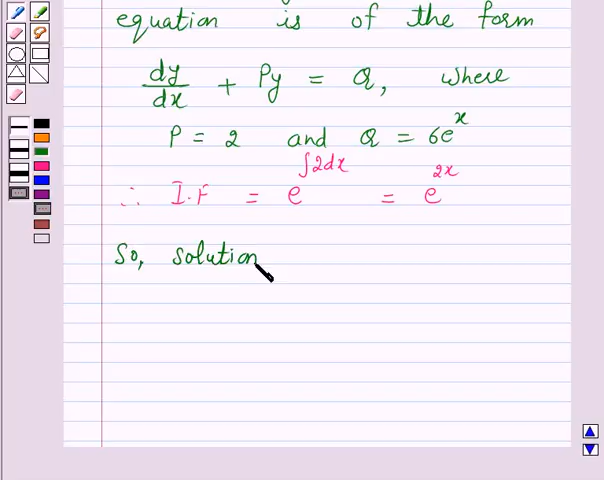 equation is of the form
dy/dx + Py = Q, where
P = 2 and Q = 6e^x
∴ I.F = e^∫2dx = e^2x
So, solution